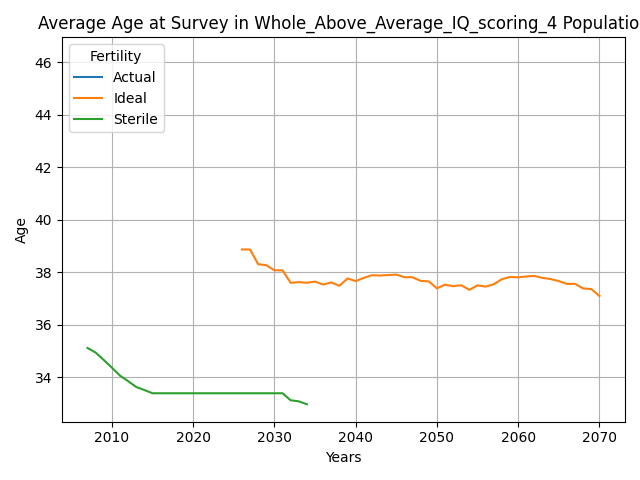 Average Age at Survey in Whole_Above_Average_IQ_scoring_4 Populatio
Fertility
Actual
Ideal
Sterile
46
44
42
40
38
36
34
Age
2010 2020 2030 2040 2050 2060 2070
Years